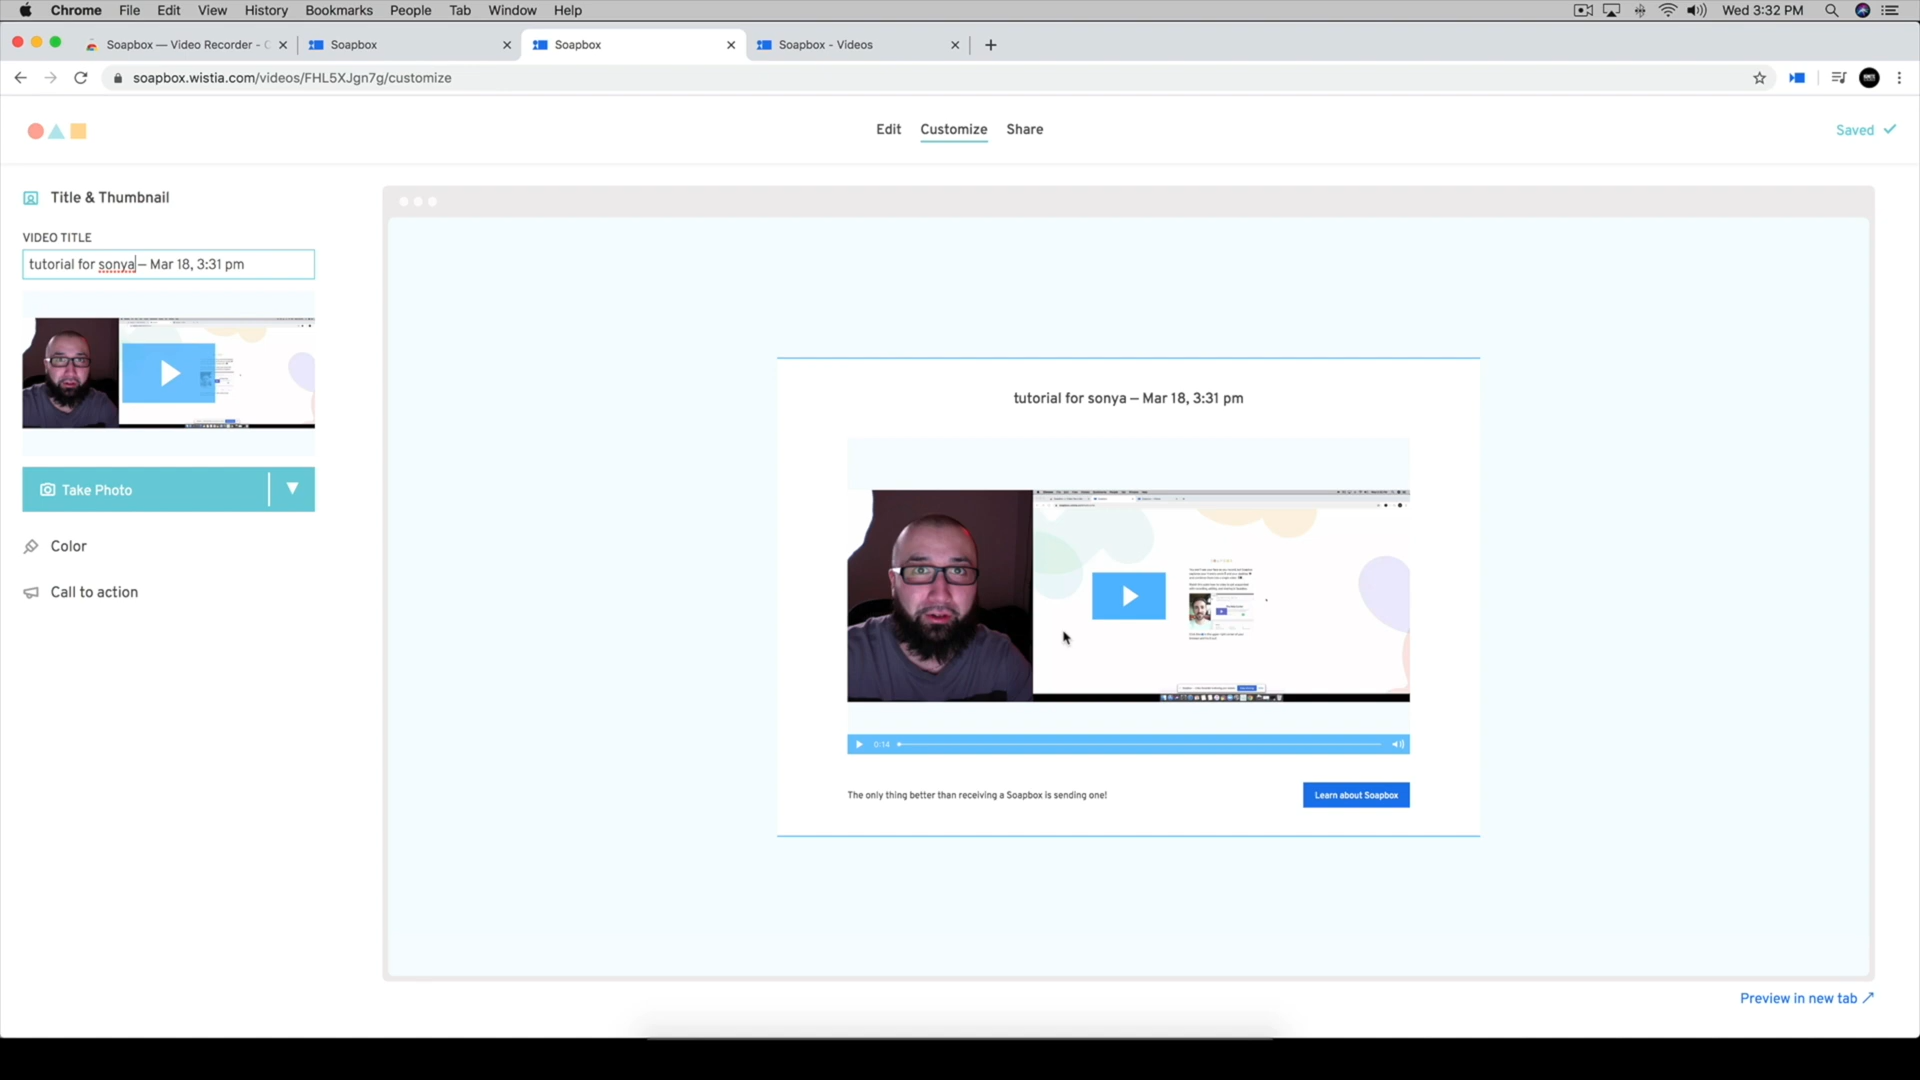 Chrome File Edit View History Bookmarks People Tab Window Help Wed 3:32 PM
Soapbox — Video Recorder - Soapbox Soapbox Soapbox - Videos
soapbox.wistia.com/videos/FHL5XJgn7g/customize
Edit Customize Share Saved
Title & Thumbnail
VIDEO TITLE
tutorial for sonya – Mar 18, 3:31 pm
Take Photo
Color
Call to action
tutorial for sonya – Mar 18, 3:31 pm
0:14
The only thing better than receiving a Soapbox is sending one! Learn about Soapbox
Preview in new tab